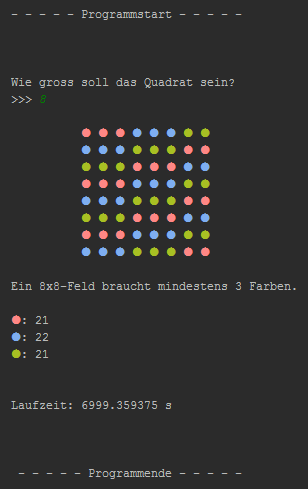 - - - - - Programmstart - - - - -
Wie gross soll das Quadrat sein?
>>> 8
Ein 8x8-Feld braucht mindestens 3 Farben.
●: 21
●: 22
●: 21
Laufzeit: 6999.359375 s
- - - - - Programmende - - - - -